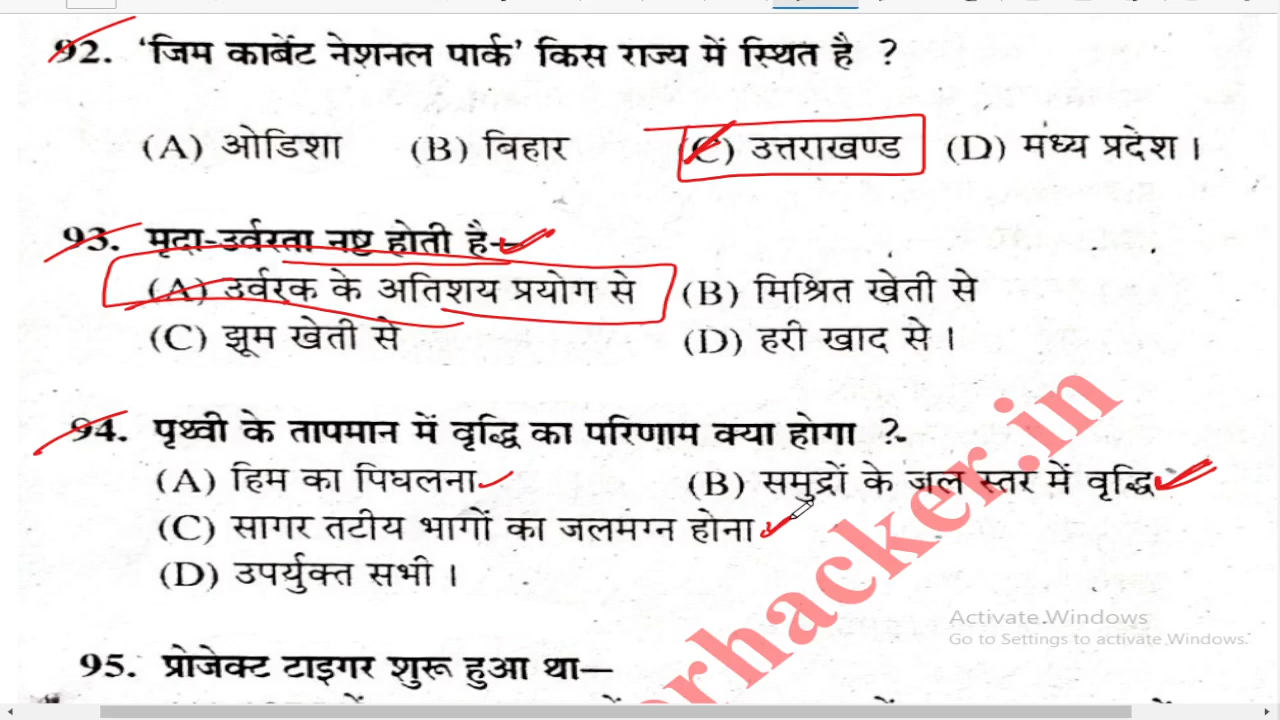 92. 'जिम कार्बेट नेशनल पार्क' किस राज्य में स्थित है ?
(A) ओडिशा (B) विहार (C) उत्तराखण्ड (D) मध्य प्रदेश ।
93. मृदा-उर्वरता नष्ट होती है—
(A) उर्वरक के अतिशय प्रयोग से (B) मिश्रित खेती से
(C) झूम खेती से (D) हरी खाद से ।
94. पृथ्वी के तापमान में वृद्धि का परिणाम क्या होगा ?
(A) हिम का पिघलना (B) समुद्रों के जल स्तर में वृद्धि
(C) सागर तटीय भागों का जलमग्न होना
(D) उपर्युक्त सभी ।
erhacker.in
Activate Windows
Go to Settings to activate Windows.
95. प्रोजेक्ट टाइगर शुरू हुआ था—